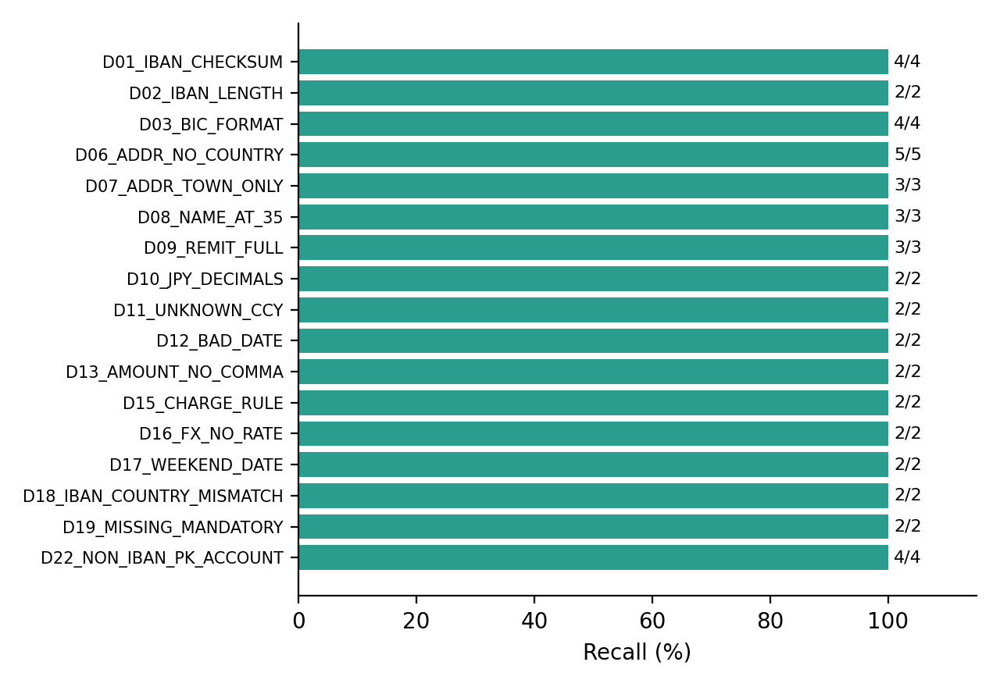 D01_IBAN_CHECKSUM 4/4
D02_IBAN_LENGTH 2/2
D03_BIC_FORMAT 4/4
D06_ADDR_NO_COUNTRY 5/5
D07_ADDR_TOWN_ONLY 3/3
D08_NAME_AT_35 3/3
D09_REMIT_FULL 3/3
D10_JPY_DECIMALS 2/2
D11_UNKNOWN_CCY 2/2
D12_BAD_DATE 2/2
D13_AMOUNT_NO_COMMA 2/2
D15_CHARGE_RULE 2/2
D16_FX_NO_RATE 2/2
D17_WEEKEND_DATE 2/2
D18_IBAN_COUNTRY_MISMATCH 2/2
D19_MISSING_MANDATORY 2/2
D22_NON_IBAN_PK_ACCOUNT 4/4
0 20 40 60 80 100
Recall (%)